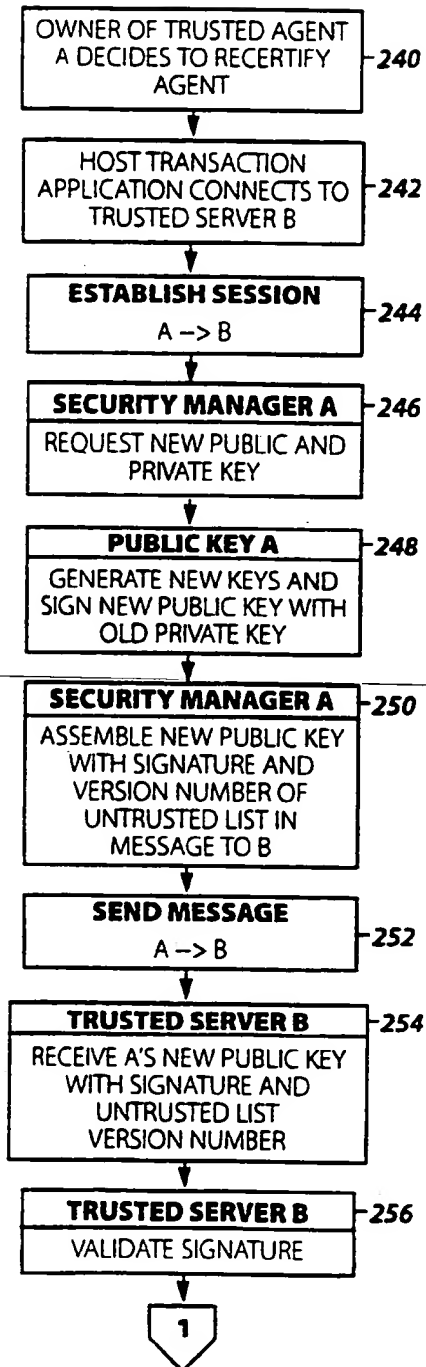 OWNER OF TRUSTED AGENT
A DECIDES TO RECERTIFY
AGENT
240
HOST TRANSACTION
APPLICATION CONNECTS TO
TRUSTED SERVER B
242
ESTABLISH SESSION
A -> B
244
SECURITY MANAGER A
246
REQUEST NEW PUBLIC AND
PRIVATE KEY
PUBLIC KEY A
248
GENERATE NEW KEYS AND
SIGN NEW PUBLIC KEY WITH
OLD PRIVATE KEY
SECURITY MANAGER A
250
ASSEMBLE NEW PUBLIC KEY
WITH SIGNATURE AND
VERSION NUMBER OF
UNTRUSTED LIST IN
MESSAGE TO B
SEND MESSAGE
A -> B
252
TRUSTED SERVER B
254
RECEIVE A'S NEW PUBLIC KEY
WITH SIGNATURE AND
UNTRUSTED LIST
VERSION NUMBER
TRUSTED SERVER B
256
VALIDATE SIGNATURE
1